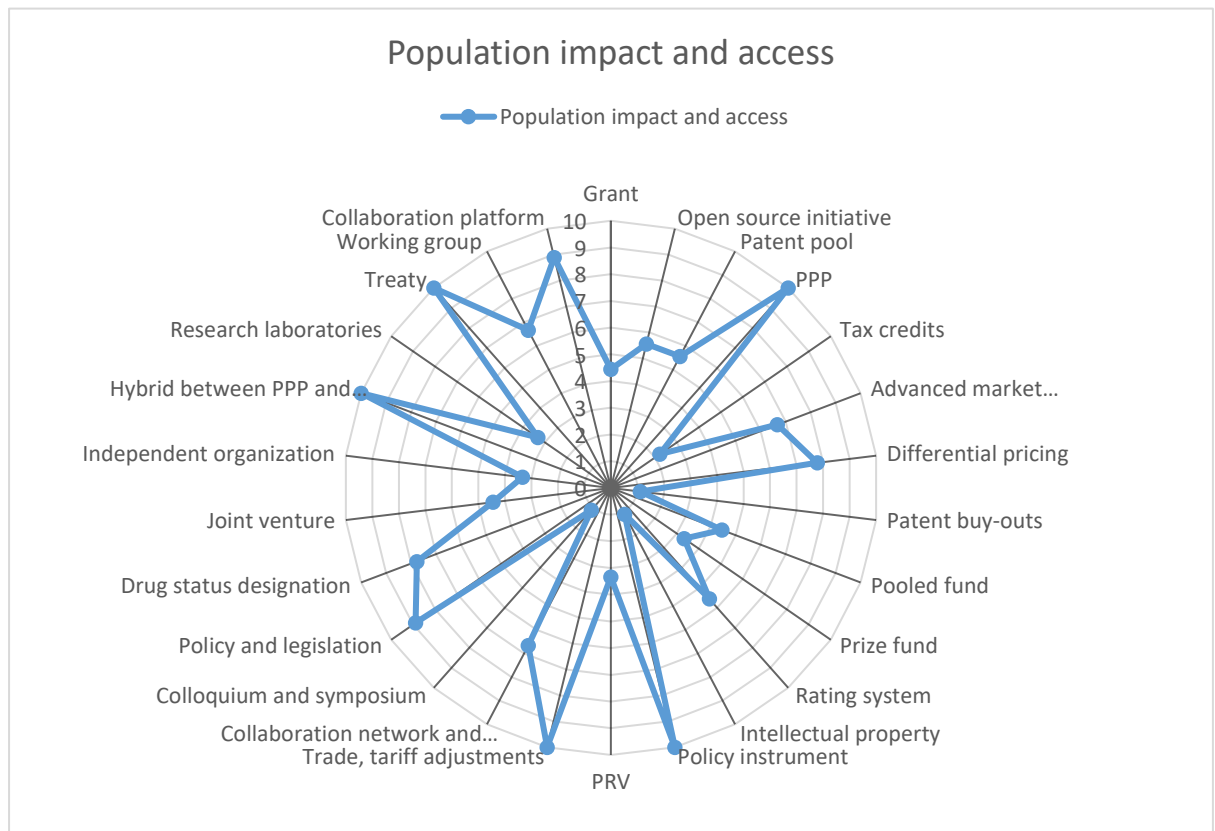 Population impact and access
Population impact and access
Grant
Open source initiative
Patent pool
PPP
Tax credits
Advanced market...
Differential pricing
Patent buy-outs
Pooled fund
Prize fund
Rating system
Intellectual property
Policy instrument
PRV
Trade, tariff adjustments
Collaboration network and...
Colloquium and symposium
Policy and legislation
Drug status designation
Joint venture
Independent organization
Hybrid between PPP and...
Research laboratories
Treaty
Working group
Collaboration platform
10
9
8
7
6
5
4
3
2
1
0